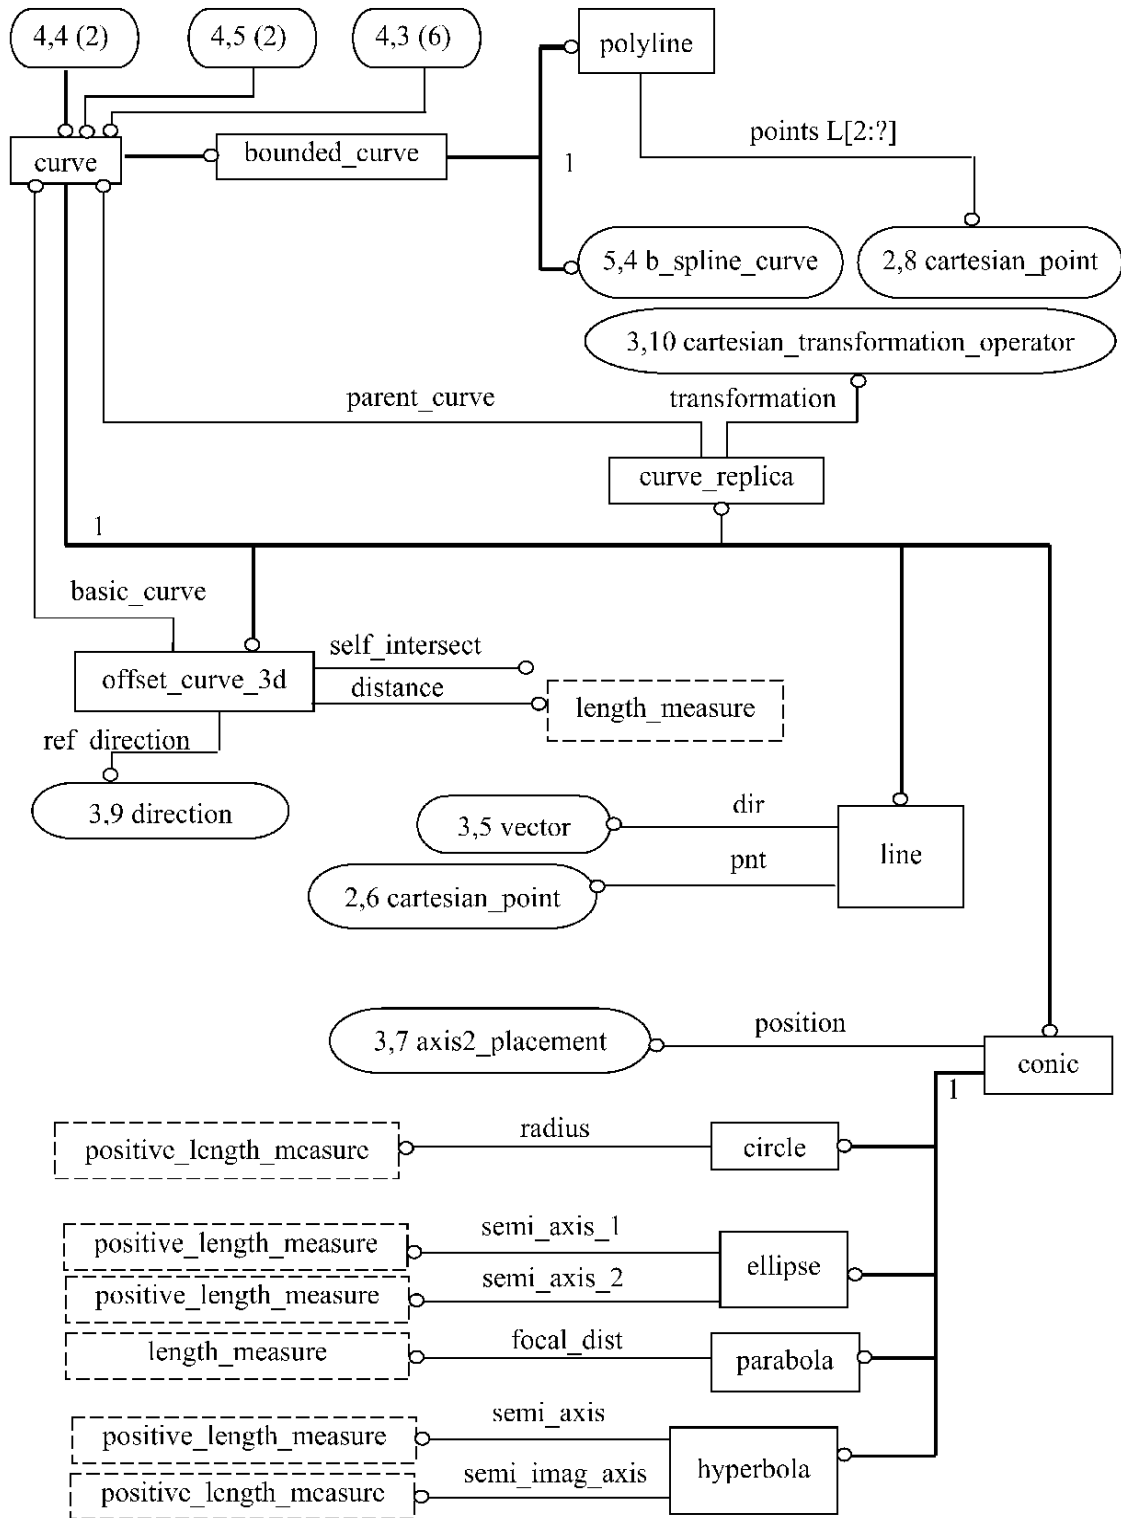 4,4 (2)
4,5 (2)
4,3 (6)
polyline
points L[2:?]
curve
bounded_curve
1
5,4 b_spline_curve
2,8 cartesian_point
3,10 cartesian_transformation_operator
parent_curve
transformation
curve_replica
1
basic_curve
self_intersect
offset_curve_3d
distance
length_measure
ref_direction
3,9 direction
dir
3,5 vector
line
pnt
2,6 cartesian_point
position
3,7 axis2_placement
conic
1
radius
positive_length_measure
circle
semi_axis_1
positive_length_measure
ellipse
semi_axis_2
positive_length_measure
focal_dist
length_measure
parabola
semi_axis
positive_length_measure
hyperbola
semi_imag_axis
positive_length_measure